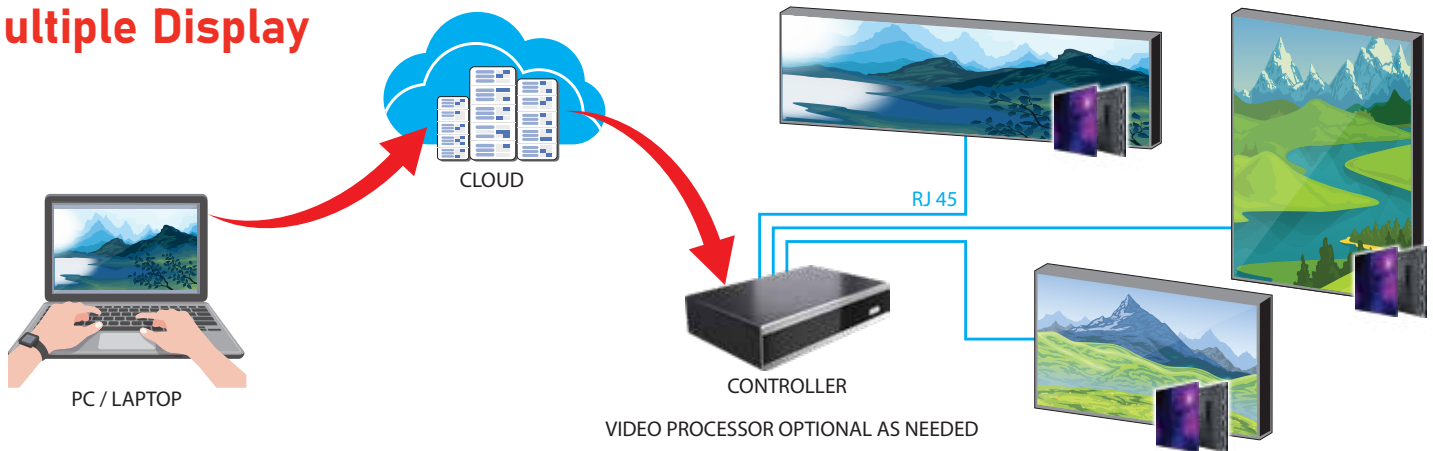 ultiple Display
CLOUD
RJ 45
PC / LAPTOP
CONTROLLER
VIDEO PROCESSOR OPTIONAL AS NEEDED